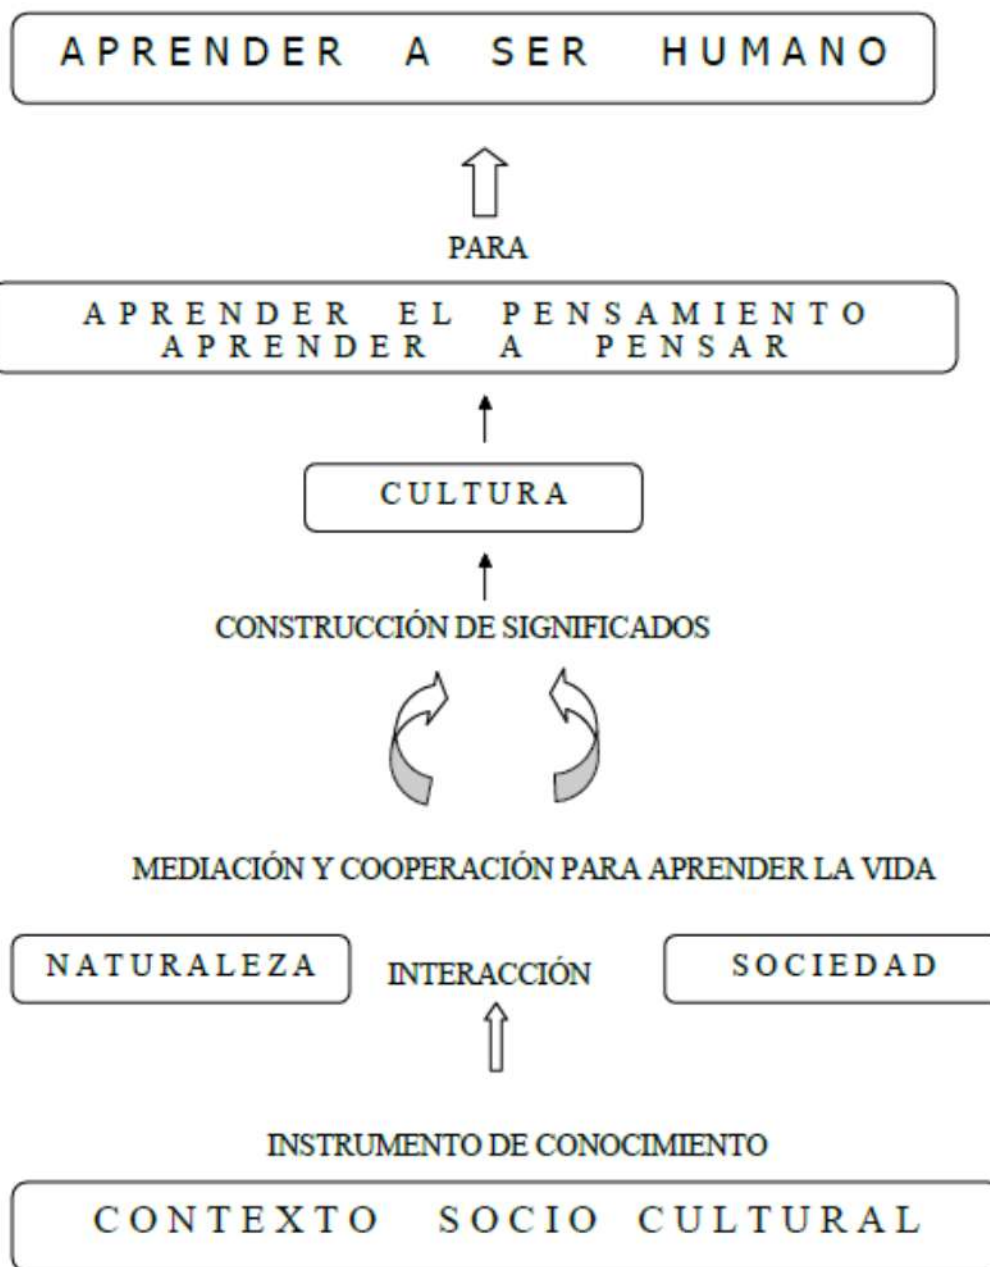 APRENDER A SER HUMANO
PARA
APRENDER EL PENSAMIENTO
APRENDER A PENSAR
CULTURA
CONSTRUCCIÓN DE SIGNIFICADOS
MEDIACIÓN Y COOPERACIÓN PARA APRENDER LA VIDA
NATURALEZA INTERACCIÓN SOCIEDAD
INSTRUMENTO DE CONOCIMIENTO
CONTEXTO SOCIO CULTURAL